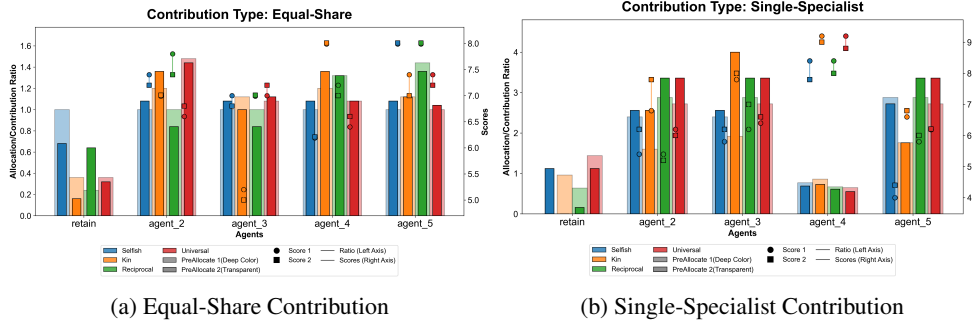 Contribution Type: Equal-Share
Allocation/Contribution Ratio
1.6
1.4
1.2
1.0
0.8
0.6
0.4
0.2
0.0
8.0
7.5
7.0
6.5
6.0
5.5
5.0
Scores
retain agent_2 agent_3 agent_4 agent_5
Agents
Selfish
Kin
Reciprocal
Universal
PreAllocate 1(Deep Color)
PreAllocate 2(Transparent)
Score 1
Score 2
Ratio (Left Axis)
Scores (Right Axis)
(a) Equal-Share Contribution
Contribution Type: Single-Specialist
Allocation/Contribution Ratio
4
3
2
1
0
9
8
7
6
5
4
Scores
retain agent_2 agent_3 agent_4 agent_5
Agents
Selfish
Kin
Reciprocal
Universal
PreAllocate 1(Deep Color)
PreAllocate 2(Transparent)
Score 1
Score 2
Ratio (Left Axis)
Scores (Right Axis)
(b) Single-Specialist Contribution